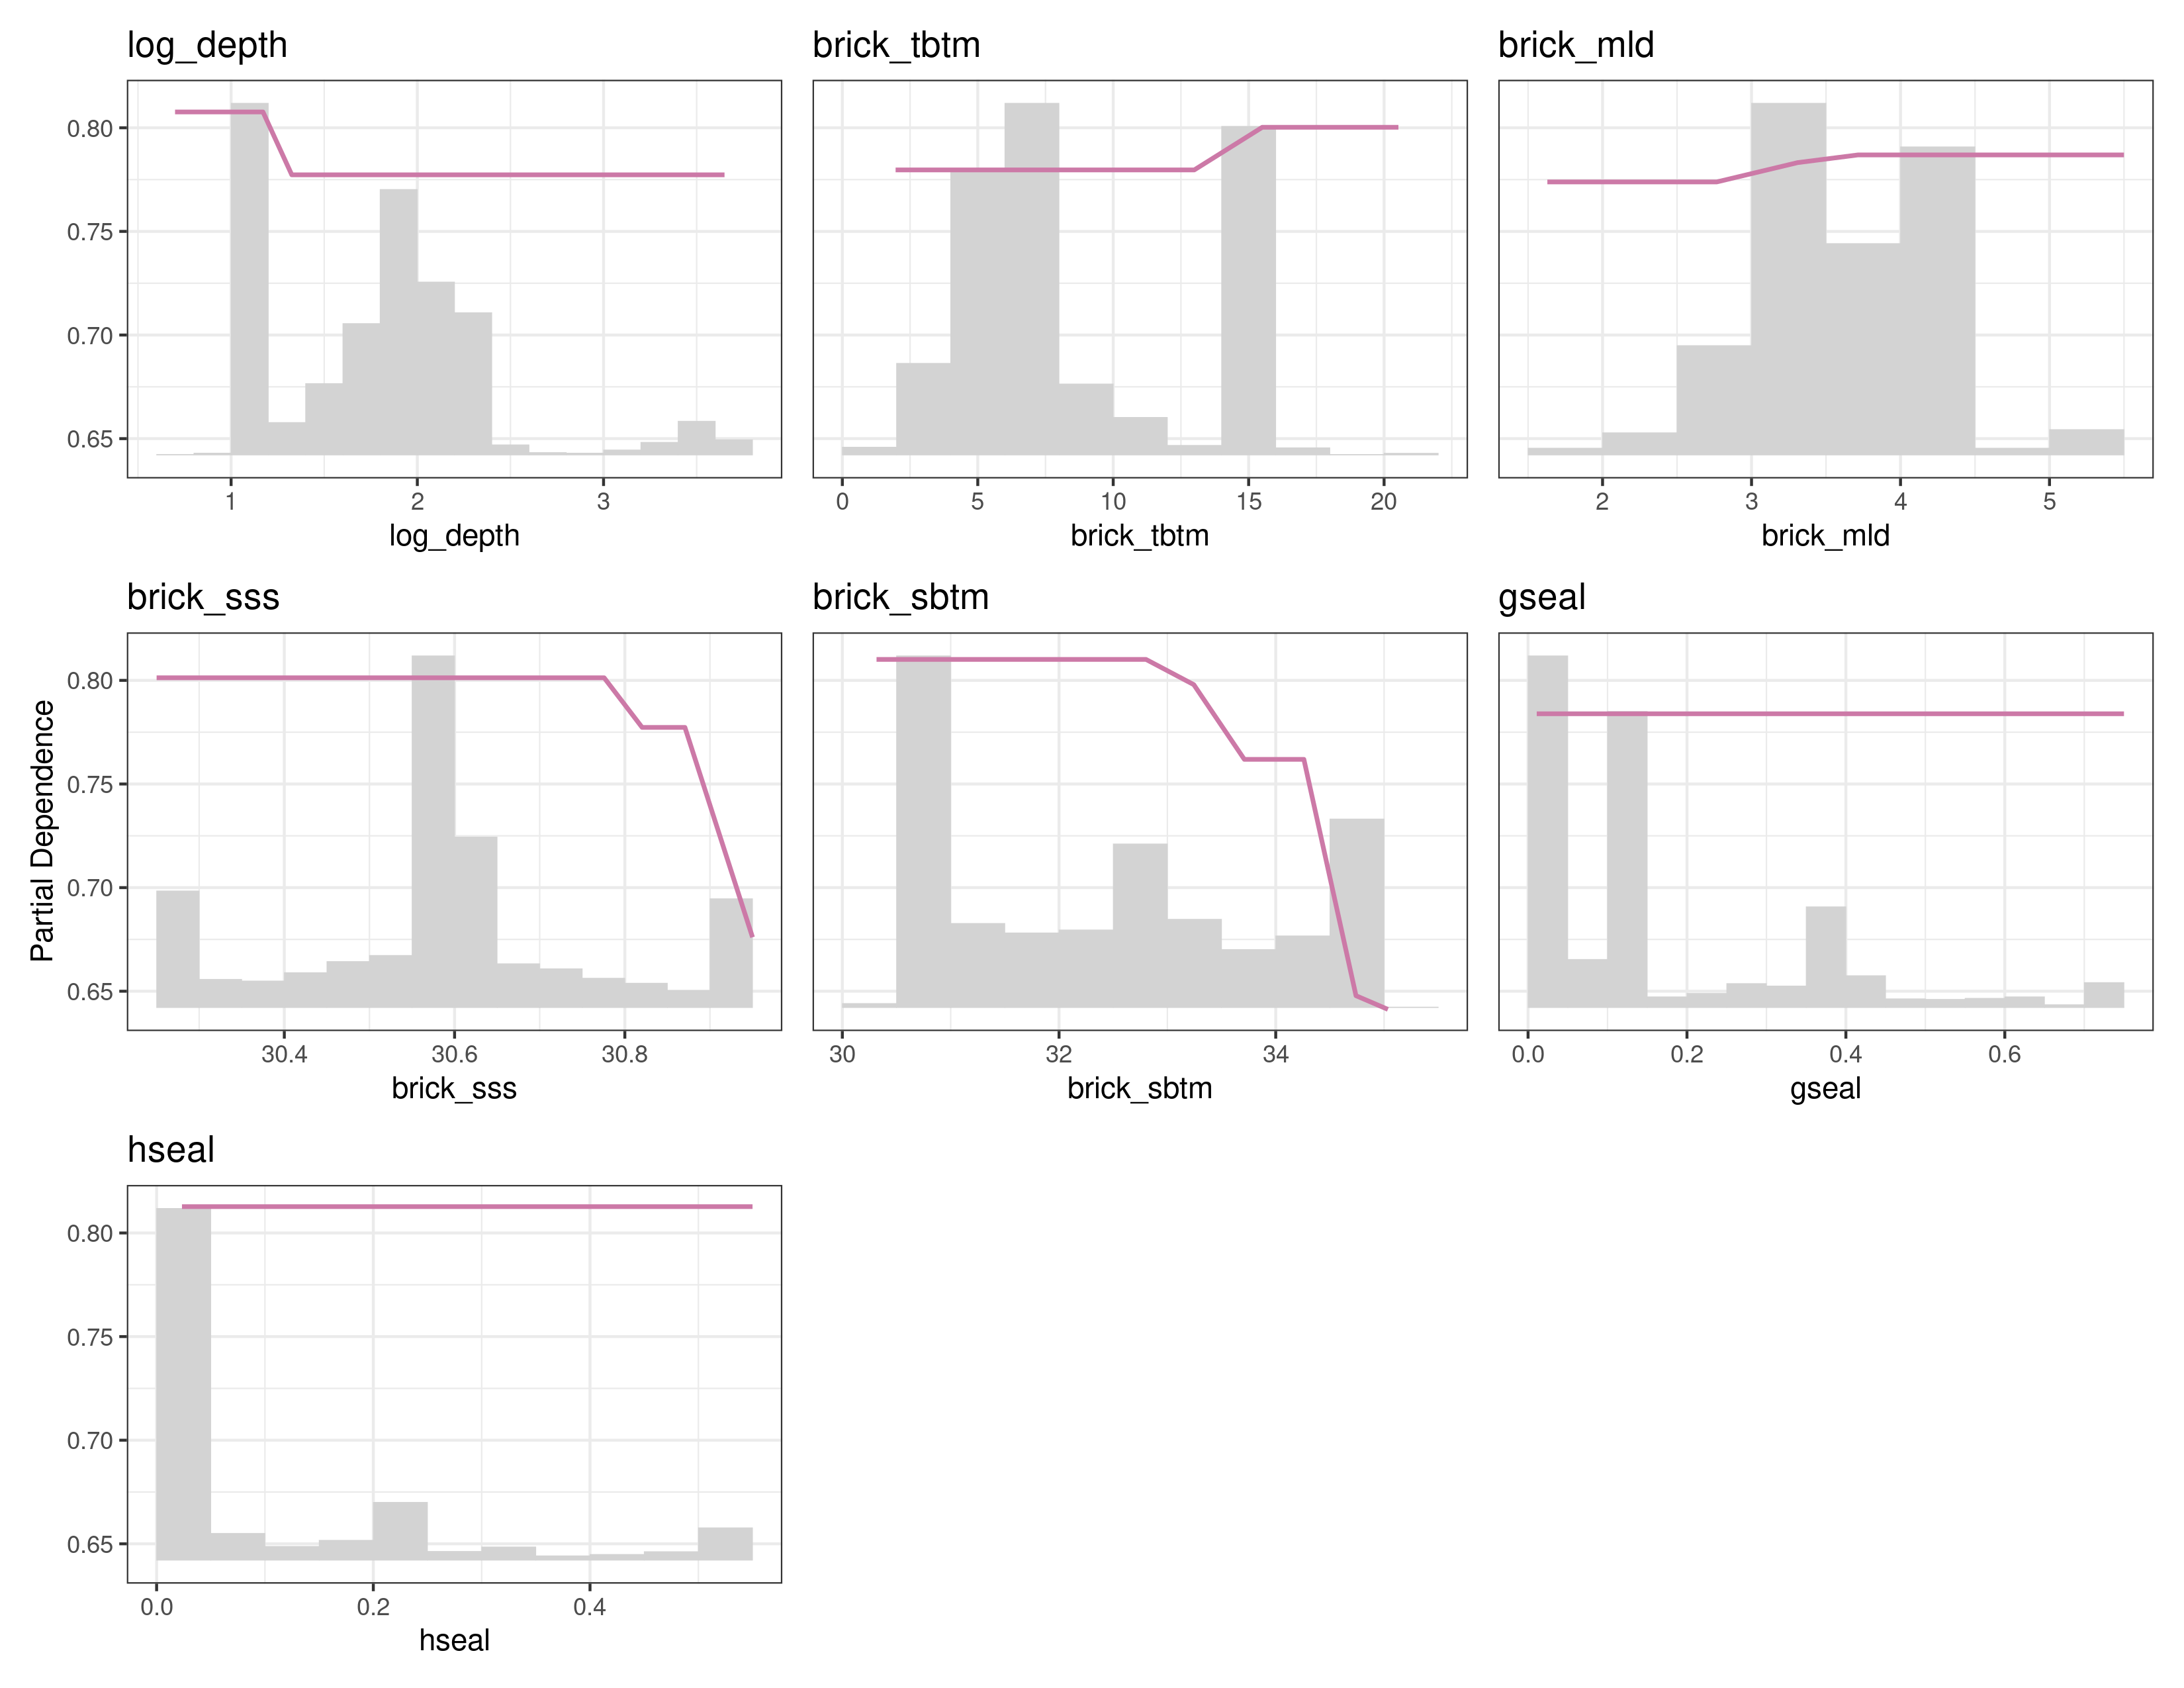 log_depth
brick_tbtm
brick_mld
0.80
0.75
0.70
0.65
1 2 3
0 5 10 15 20
2 3 4 5
log_depth
brick_tbtm
brick_mld
brick_sss
brick_sbtm
gseal
Partial Dependence
0.80
0.75
0.70
0.65
30.4 30.6 30.8
30 32 34
0.0 0.2 0.4 0.6
brick_sss
brick_sbtm
gseal
hseal
0.80
0.75
0.70
0.65
0.0 0.2 0.4
hseal